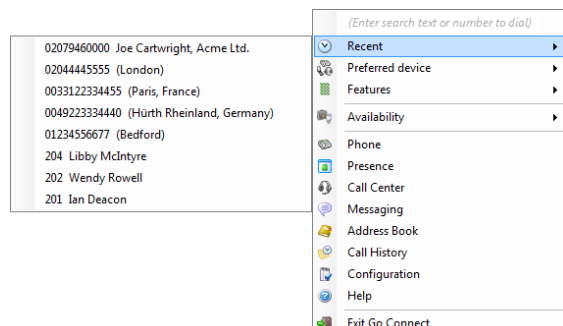 (Enter search text or number to dial)
Recent
Preferred device
Features
Availability
Phone
Presence
Call Center
Messaging
Address Book
Call History
Configuration
Help
Exit Go Connect
02079460000 Joe Cartwright, Acme Ltd.
02044445555 (London)
0033122334455 (Paris, France)
0049223334440 (Hürth Rheinland, Germany)
01234556677 (Bedford)
204 Libby McIntyre
202 Wendy Rowell
201 Ian Deacon